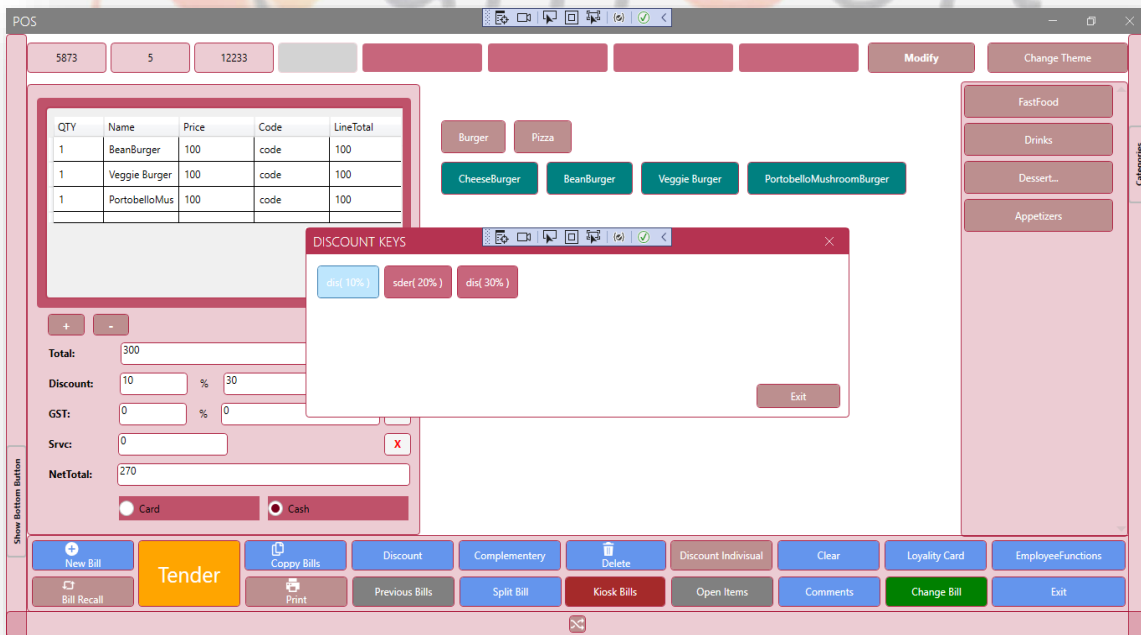 POS
5873 5 12233 Modify Change Theme
QTY Name Price Code LineTotal
1 BeanBurger 100 code 100
1 Veggie Burger 100 code 100
1 PortobelloMus 100 code 100
Burger Pizza
CheeseBurger BeanBurger Veggie Burger PortobelloMushroomBurger
FastFood
Drinks
Dessert...
Appetizers
Categories
DISCOUNT KEYS
dis( 10% ) sder( 20% ) dis( 30% )
Exit
+ -
Total: 300
Discount: 10 % 30
GST: 0 % 0
Srvc: 0 X
NetTotal: 270
Card Cash
Show Bottom Button
New Bill Tender Coppy Bills Discount Complementery Delete Discount Indivisual Clear Loyality Card EmployeeFunctions
Bill Recall Print Previous Bills Split Bill Kiosk Bills Open Items Comments Change Bill Exit